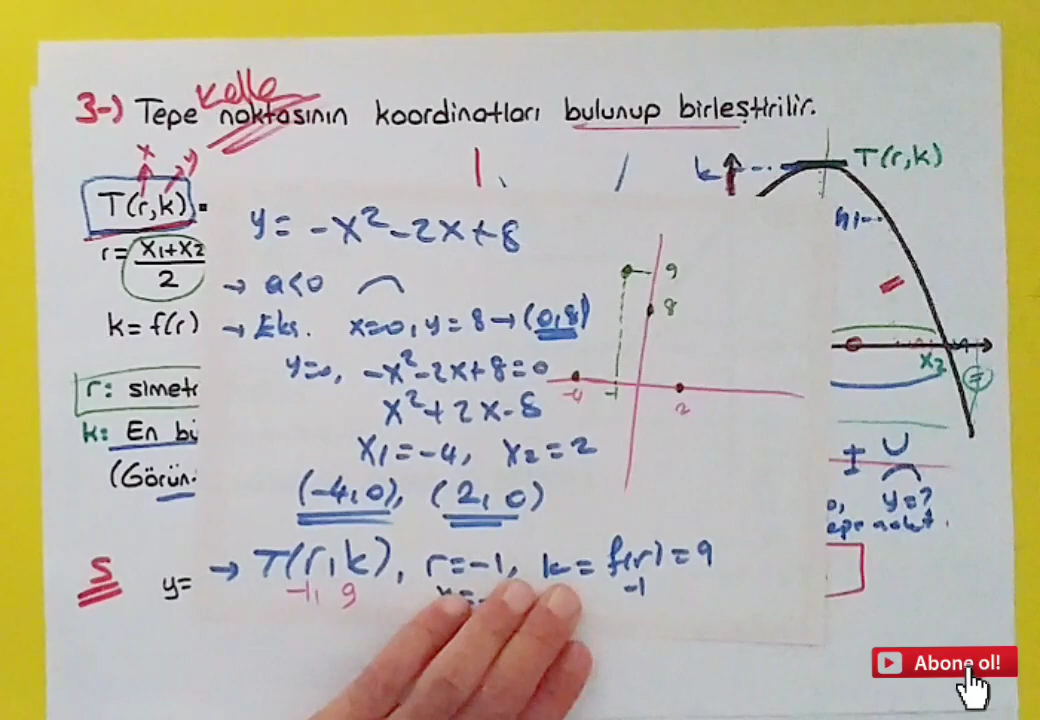 Kelle
3-) Tepe noktasının koordinatları bulunup birleştirilir.
x y
T(r,k) =
r= x1+x2 / 2
k= f(r)
r: simetr
k: En bü
(Görün
k T(r,k)
x2
y = -x² - 2x + 8
→ a<0
→ Eks. x=0, y=8 → (0,8)
y=0, -x²-2x+8=0
x²+2x-8
x1=-4, x2=2
(-4,0), (2,0)
→ T(r,k), r=-1, k=f(r)=9
-1, 9 -1
9
8
-4 -1 2
± ∪
y=?
S y=
Abone ol!